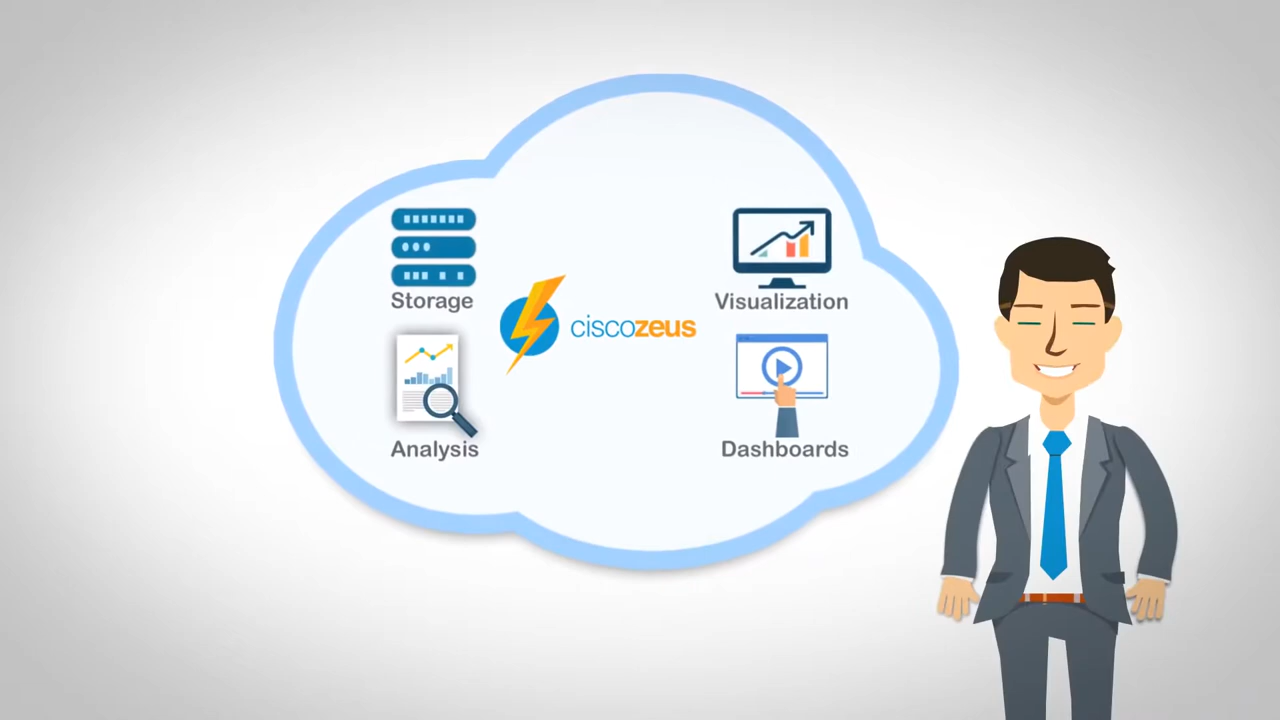 Storage
Visualization
ciscozeus
Analysis
Dashboards